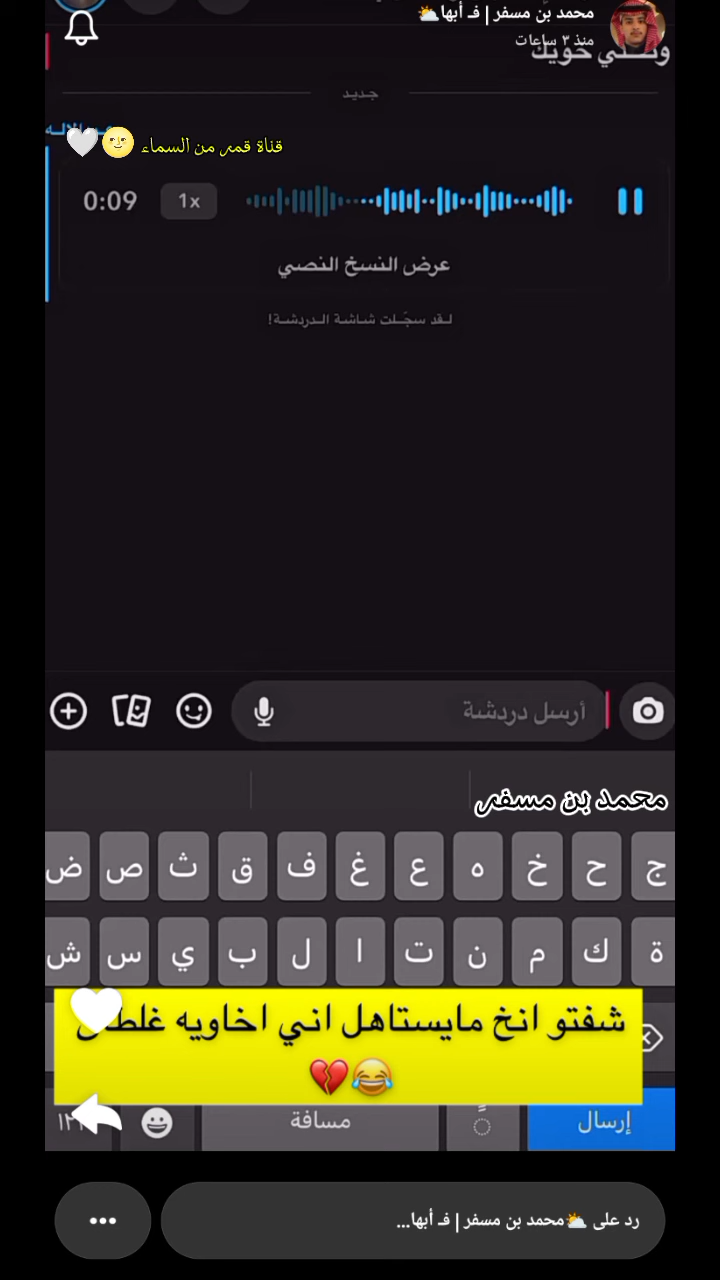 محمد بن مسفر | فـ أبها⛅
منذ ٣ ساعات
خويك
جديد
قناة قمر من السماء 🌝🤍
0:09
1x
عرض النسخ النصي
لقد سجّلت شاشة الدردشة!
أرسل دردشة
محمد بن مسفر
ض ص ث ق ف غ ع ه خ ح ج
ش س ي ب ل ا ت ن م ك ة
شفتو انخ مايستاهل اني اخاويه
😂💔
مسافة
إرسال
رد على ⛅محمد بن مسفر | فـ أبها...